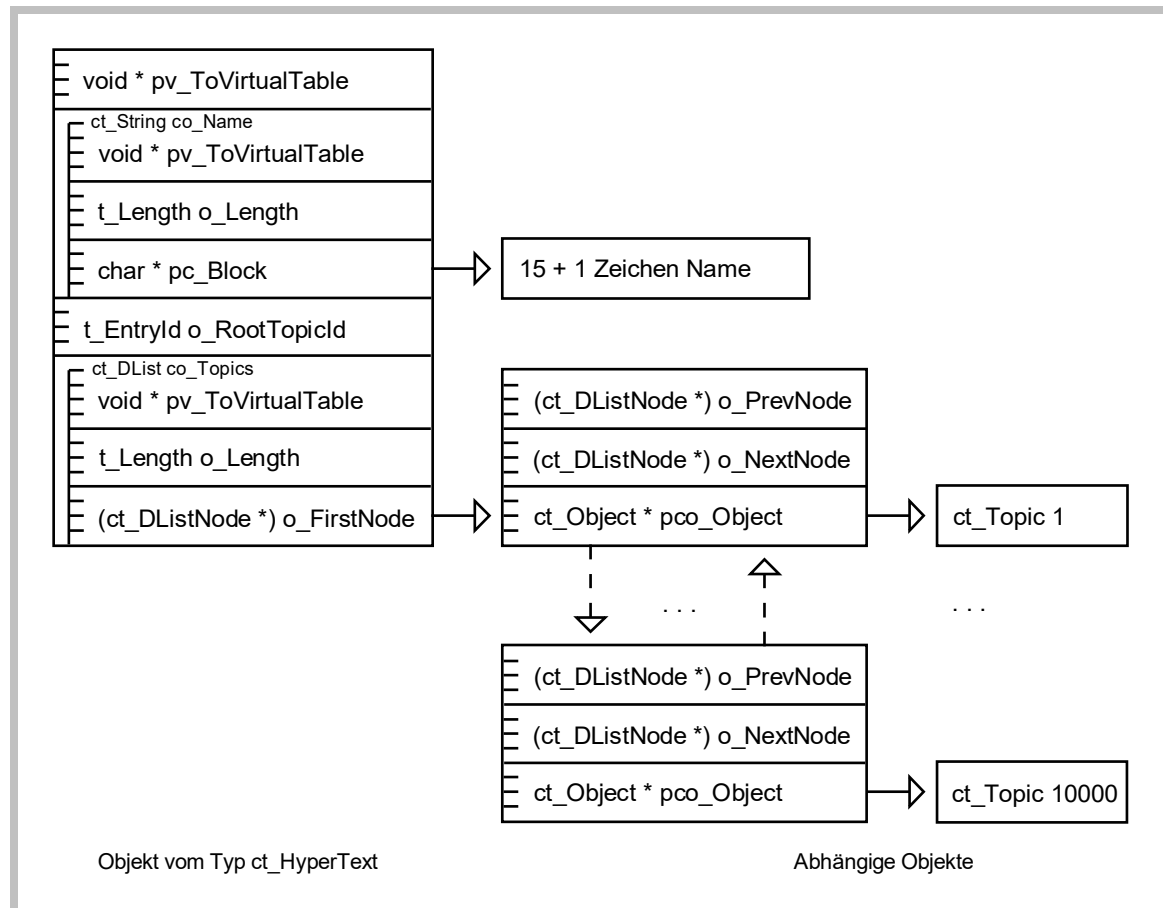 void * pv_ToVirtualTable
ct_String co_Name
void * pv_ToVirtualTable
t_Length o_Length
char * pc_Block
15 + 1 Zeichen Name
t_EntryId o_RootTopicId
ct_DList co_Topics
void * pv_ToVirtualTable
t_Length o_Length
(ct_DListNode *) o_FirstNode
(ct_DListNode *) o_PrevNode
(ct_DListNode *) o_NextNode
ct_Object * pco_Object
ct_Topic 1
. . .
. . .
(ct_DListNode *) o_PrevNode
(ct_DListNode *) o_NextNode
ct_Object * pco_Object
ct_Topic 10000
Objekt vom Typ ct_HyperText
Abhängige Objekte